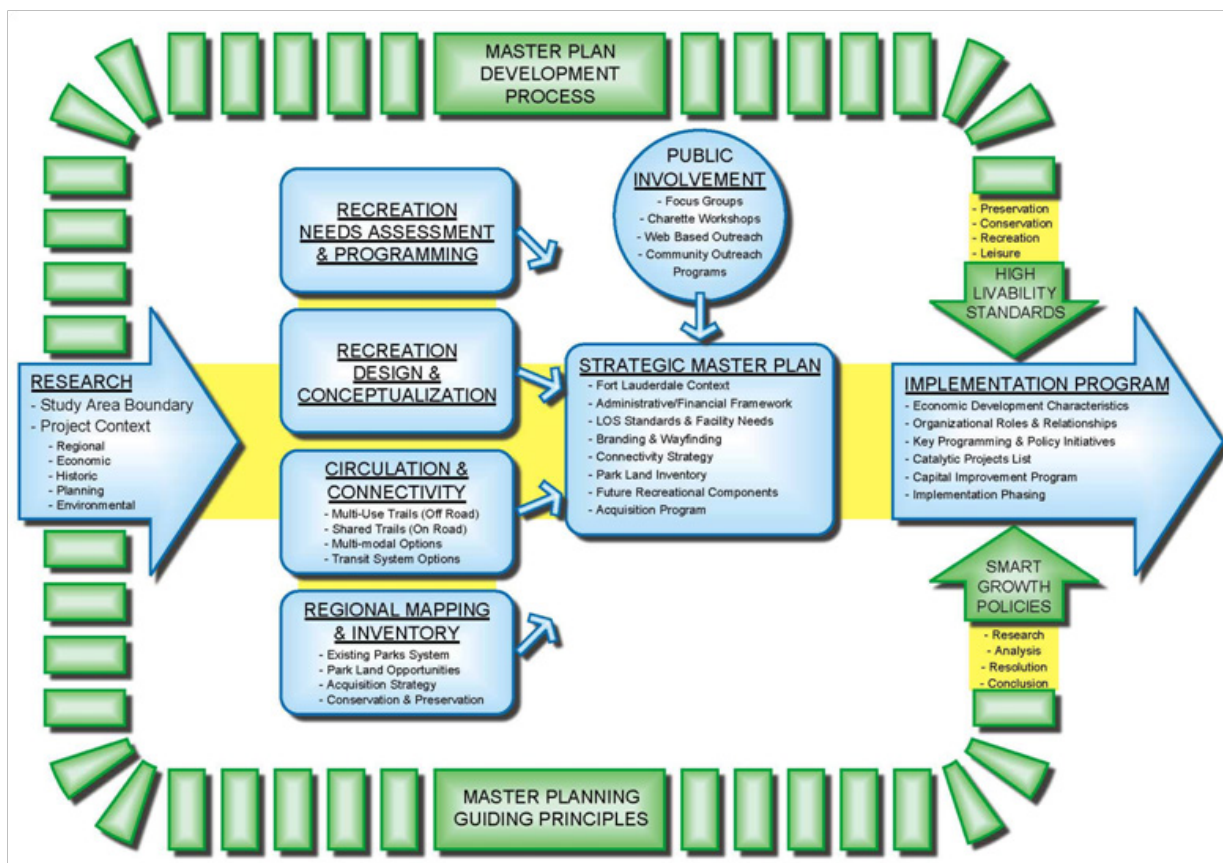 MASTER PLAN
DEVELOPMENT
PROCESS
RESEARCH
- Study Area Boundary
- Project Context
- Regional
- Economic
- Historic
- Planning
- Environmental
RECREATION
NEEDS ASSESSMENT
& PROGRAMMING
RECREATION
DESIGN &
CONCEPTUALIZATION
CIRCULATION &
CONNECTIVITY
- Multi-Use Trails (Off Road)
- Shared Trails (On Road)
- Multi-modal Options
- Transit System Options
REGIONAL MAPPING
& INVENTORY
- Existing Parks System
- Park Land Opportunities
- Acquisition Strategy
- Conservation & Preservation
PUBLIC
INVOLVEMENT
- Focus Groups
- Charette Workshops
- Web Based Outreach
- Community Outreach
Programs
STRATEGIC MASTER PLAN
- Fort Lauderdale Context
- Administrative/Financial Framework
- LOS Standards & Facility Needs
- Branding & Wayfinding
- Connectivity Strategy
- Park Land Inventory
- Future Recreational Components
- Acquisition Program
- Preservation
- Conservation
- Recreation
- Leisure
HIGH
LIVABILITY
STANDARDS
IMPLEMENTATION PROGRAM
- Economic Development Characteristics
- Organizational Roles & Relationships
- Key Programming & Policy Initiatives
- Catalytic Projects List
- Capital Improvement Program
- Implementation Phasing
SMART
GROWTH
POLICIES
- Research
- Analysis
- Resolution
- Conclusion
MASTER PLANNING
GUIDING PRINCIPLES